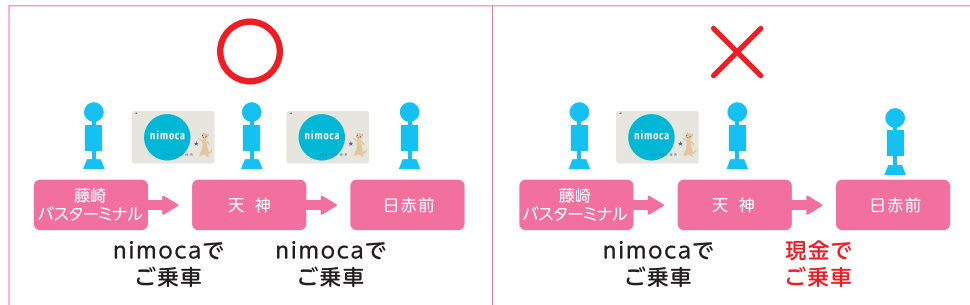 nimoca
nimoca
藤崎
バスターミナル
天 神
日赤前
nimocaで
ご乗車
nimocaで
ご乗車
nimoca
藤崎
バスターミナル
天 神
日赤前
nimocaで
ご乗車
現金で
ご乗車